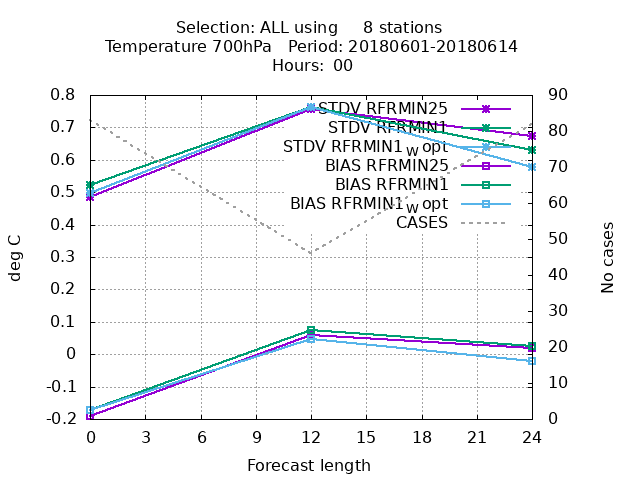 Selection: ALL using     8 stations
Temperature 700hPa   Period: 20180601-20180614
Hours:  00
0.8
0.7
0.6
0.5
0.4
0.3
0.2
0.1
0
-0.1
-0.2
deg C
STDV RFRMIN25
STDV RFRMIN1
STDV RFRMIN1w opt
BIAS RFRMIN25
BIAS RFRMIN1
BIAS RFRMIN1w opt
CASES
90
80
70
60
50
40
30
20
10
0
No cases
0 3 6 9 12 15 18 21 24
Forecast length